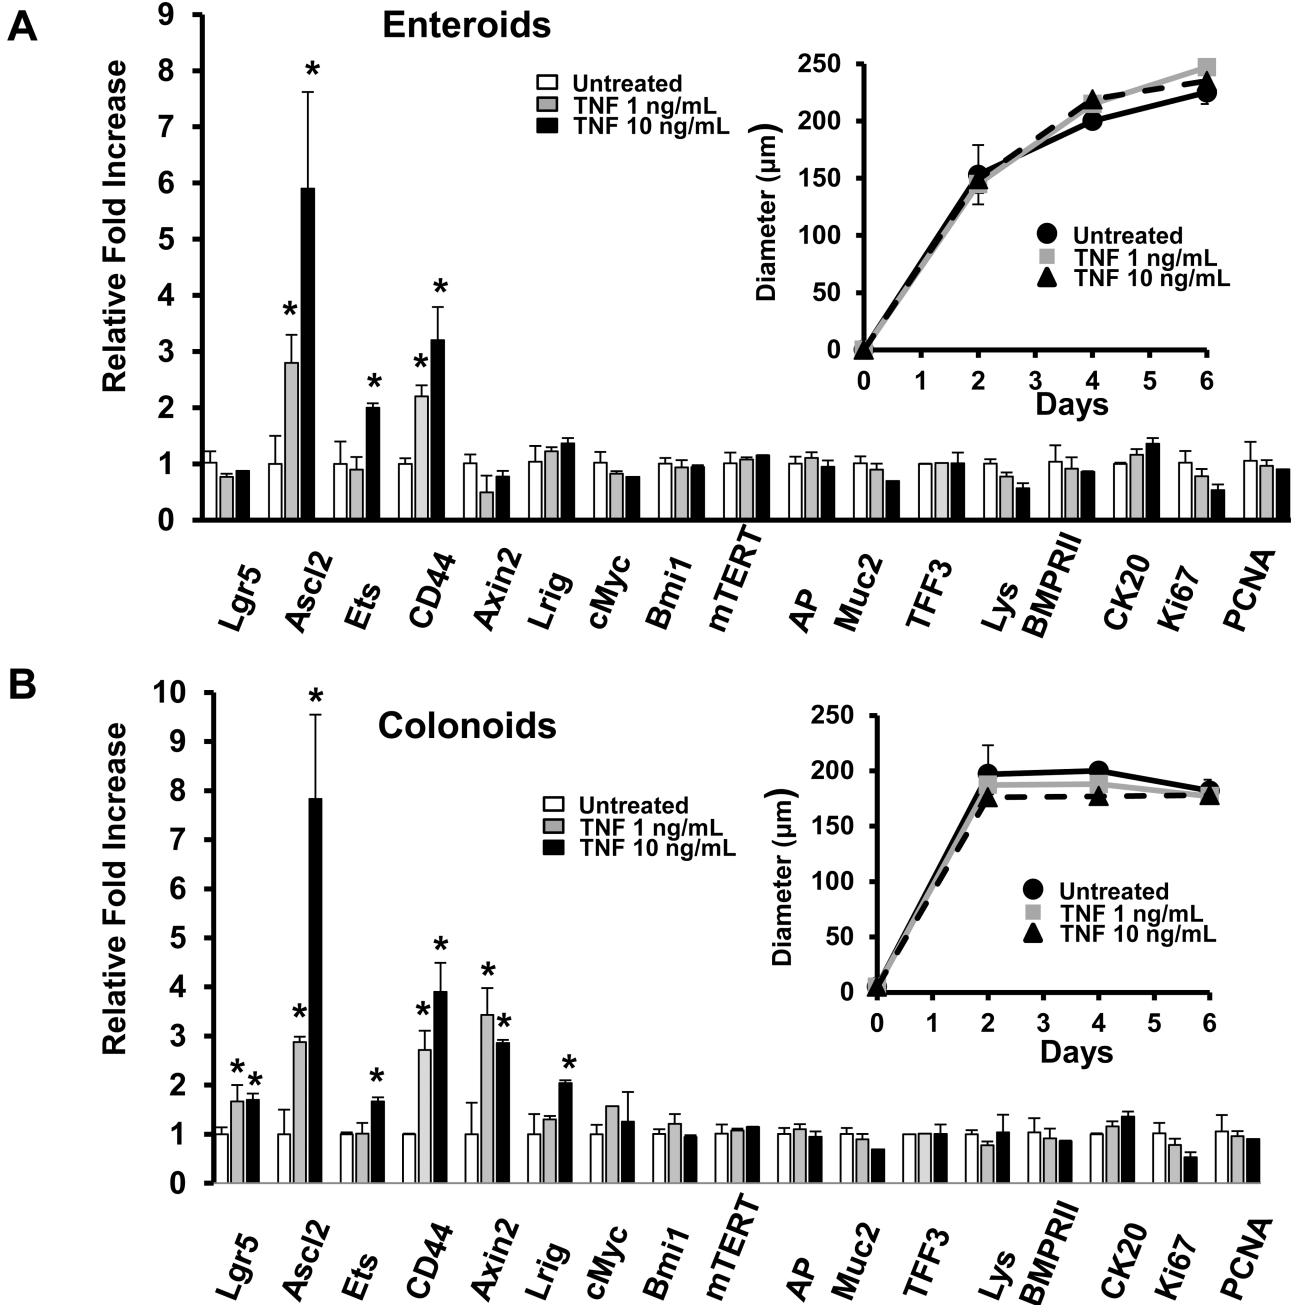 A
Enteroids
Relative Fold Increase
9
8
7
6
5
4
3
2
1
0
* * * * *
Untreated
TNF 1 ng/mL
TNF 10 ng/mL
Diameter (µm)
250
200
150
100
50
0
Untreated
TNF 1 ng/mL
TNF 10 ng/mL
0 1 2 3 4 5 6
Days
Lgr5 Ascl2 Ets CD44 Axin2 Lrig cMyc Bmi1 mTERT AP Muc2 TFF3 Lys BMPRII CK20 Ki67 PCNA
B
Colonoids
Relative Fold Increase
10
9
8
7
6
5
4
3
2
1
0
* * * * * * * * * *
Untreated
TNF 1 ng/mL
TNF 10 ng/mL
Diameter (µm)
250
200
150
100
50
0
Untreated
TNF 1 ng/mL
TNF 10 ng/mL
0 1 2 3 4 5 6
Days
Lgr5 Ascl2 Ets CD44 Axin2 Lrig cMyc Bmi1 mTERT AP Muc2 TFF3 Lys BMPRII CK20 Ki67 PCNA